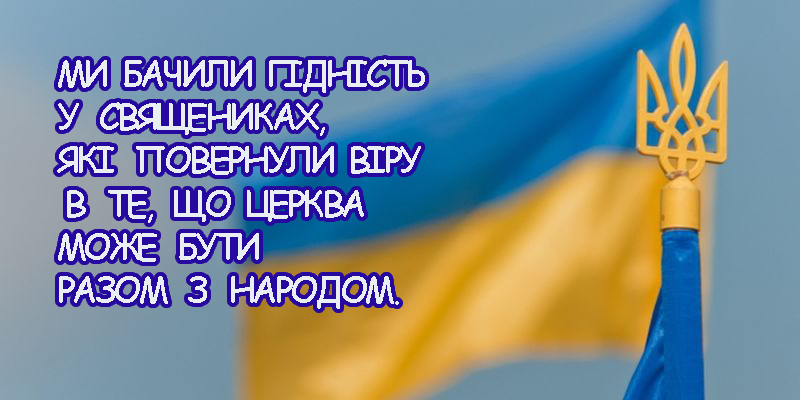 МИ БАЧИЛИ ГІДНІСТЬ
У СВЯЩЕНИКАХ,
ЯКІ ПОВЕРНУЛИ ВІРУ
В ТЕ, ЩО ЦЕРКВА
МОЖЕ БУТИ
РАЗОМ З НАРОДОМ.